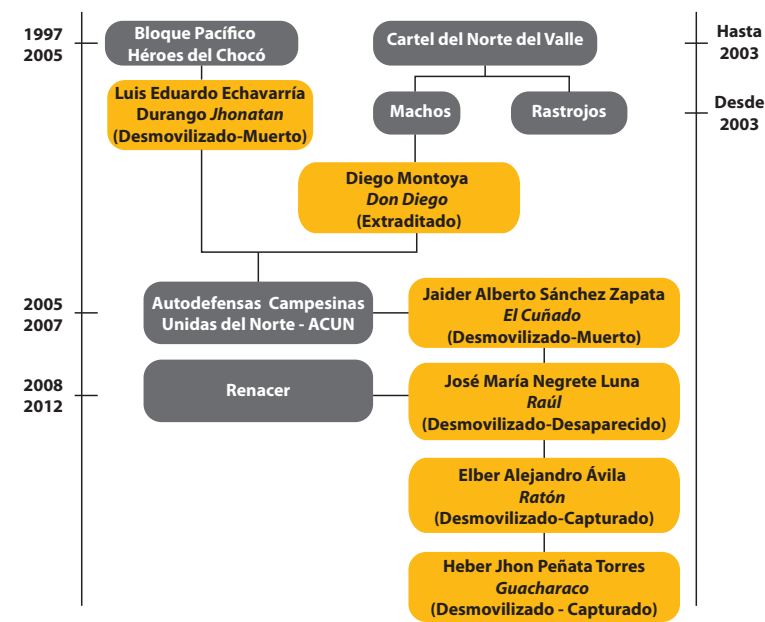 1997
2005
Bloque Pacífico
Héroes del Chocó
Cartel del Norte del Valle
Hasta
2003
Luis Eduardo Echavarría
Durango Jhonatan
(Desmovilizado-Muerto)
Machos
Rastrojos
Desde
2003
Diego Montoya
Don Diego
(Extraditado)
2005
2007
Autodefensas Campesinas
Unidas del Norte - ACUN
Jaider Alberto Sánchez Zapata
El Cuñado
(Desmovilizado-Muerto)
2008
2012
Renacer
José María Negrete Luna
Raúl
(Desmovilizado-Desaparecido)
Elber Alejandro Ávila
Ratón
(Desmovilizado-Capturado)
Heber Jhon Peñata Torres
Guacharaco
(Desmovilizado - Capturado)